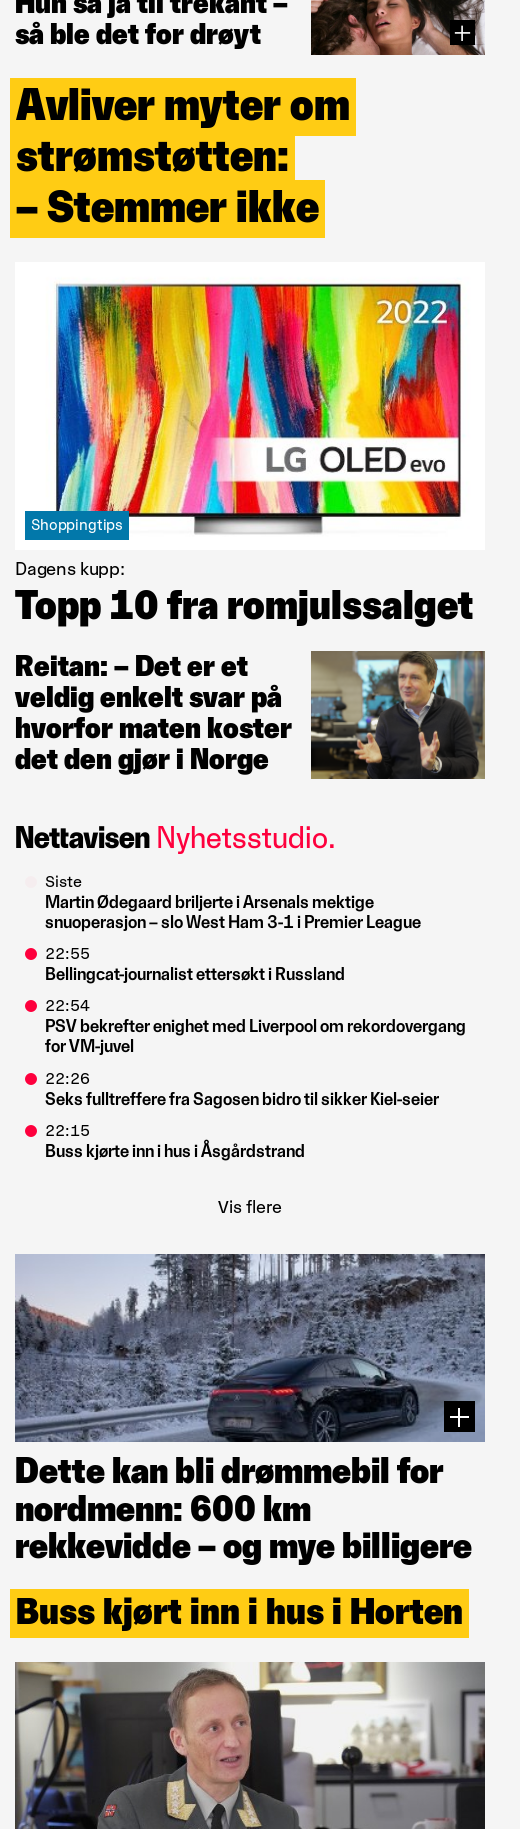 Hun sa ja til trekant –
så ble det for drøyt
Avliver myter om
strømstøtten:
– Stemmer ikke
2022
LG OLED evo
Shoppingtips
Dagens kupp:
Topp 10 fra romjulssalget
Reitan: – Det er et
veldig enkelt svar på
hvorfor maten koster
det den gjør i Norge
Nettavisen Nyhetsstudio.
Siste
Martin Ødegaard briljerte i Arsenals mektige
snuoperasjon – slo West Ham 3-1 i Premier League
22:55
Bellingcat-journalist ettersøkt i Russland
22:54
PSV bekrefter enighet med Liverpool om rekordovergang
for VM-juvel
22:26
Seks fulltreffere fra Sagosen bidro til sikker Kiel-seier
22:15
Buss kjørte inn i hus i Åsgårdstrand
Vis flere
Dette kan bli drømmebil for
nordmenn: 600 km
rekkevidde – og mye billigere
Buss kjørt inn i hus i Horten